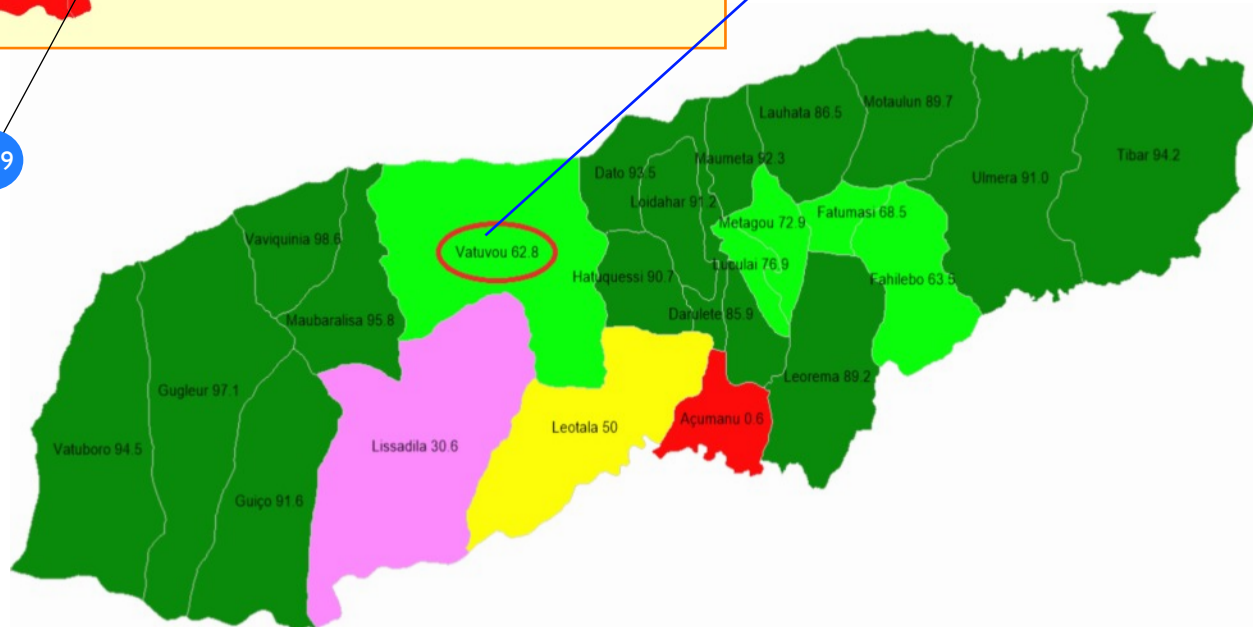 9
Lauhata 86.5
Motaulun 89.7
Maumeta 92.3
Tibar 94.2
Dato 93.5
Ulmera 91.0
Loidahar 91.2
Fatumasi 68.5
Metagou 72.9
Vaviquinia 98.6
Vatuvou 62.8
Luculai 76.9
Hatuquessi 90.7
Fahilebo 63.5
Darulete 85.9
Maubaralisa 95.8
Leorema 89.2
Gugleur 97.1
Açumanu 0.6
Leotala 50
Lissadila 30.6
Vatuboro 94.5
Guiço 91.6